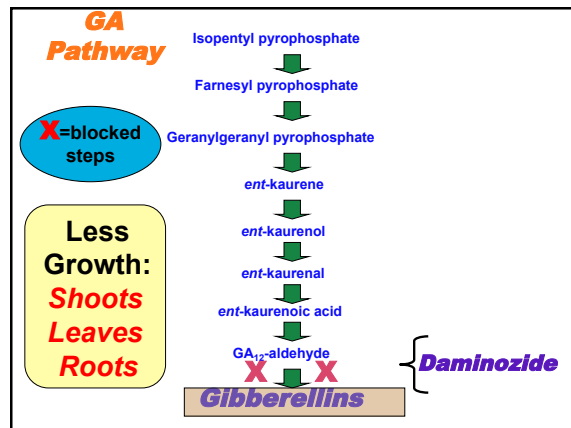 GA
Pathway
Isopentyl pyrophosphate
Farnesyl pyrophosphate
X=blocked
steps
Geranylgeranyl pyrophosphate
ent-kaurene
ent-kaurenol
ent-kaurenal
ent-kaurenoic acid
GA₁₂-aldehyde
X X
Gibberellins
Less
Growth:
Shoots
Leaves
Roots
Daminozide